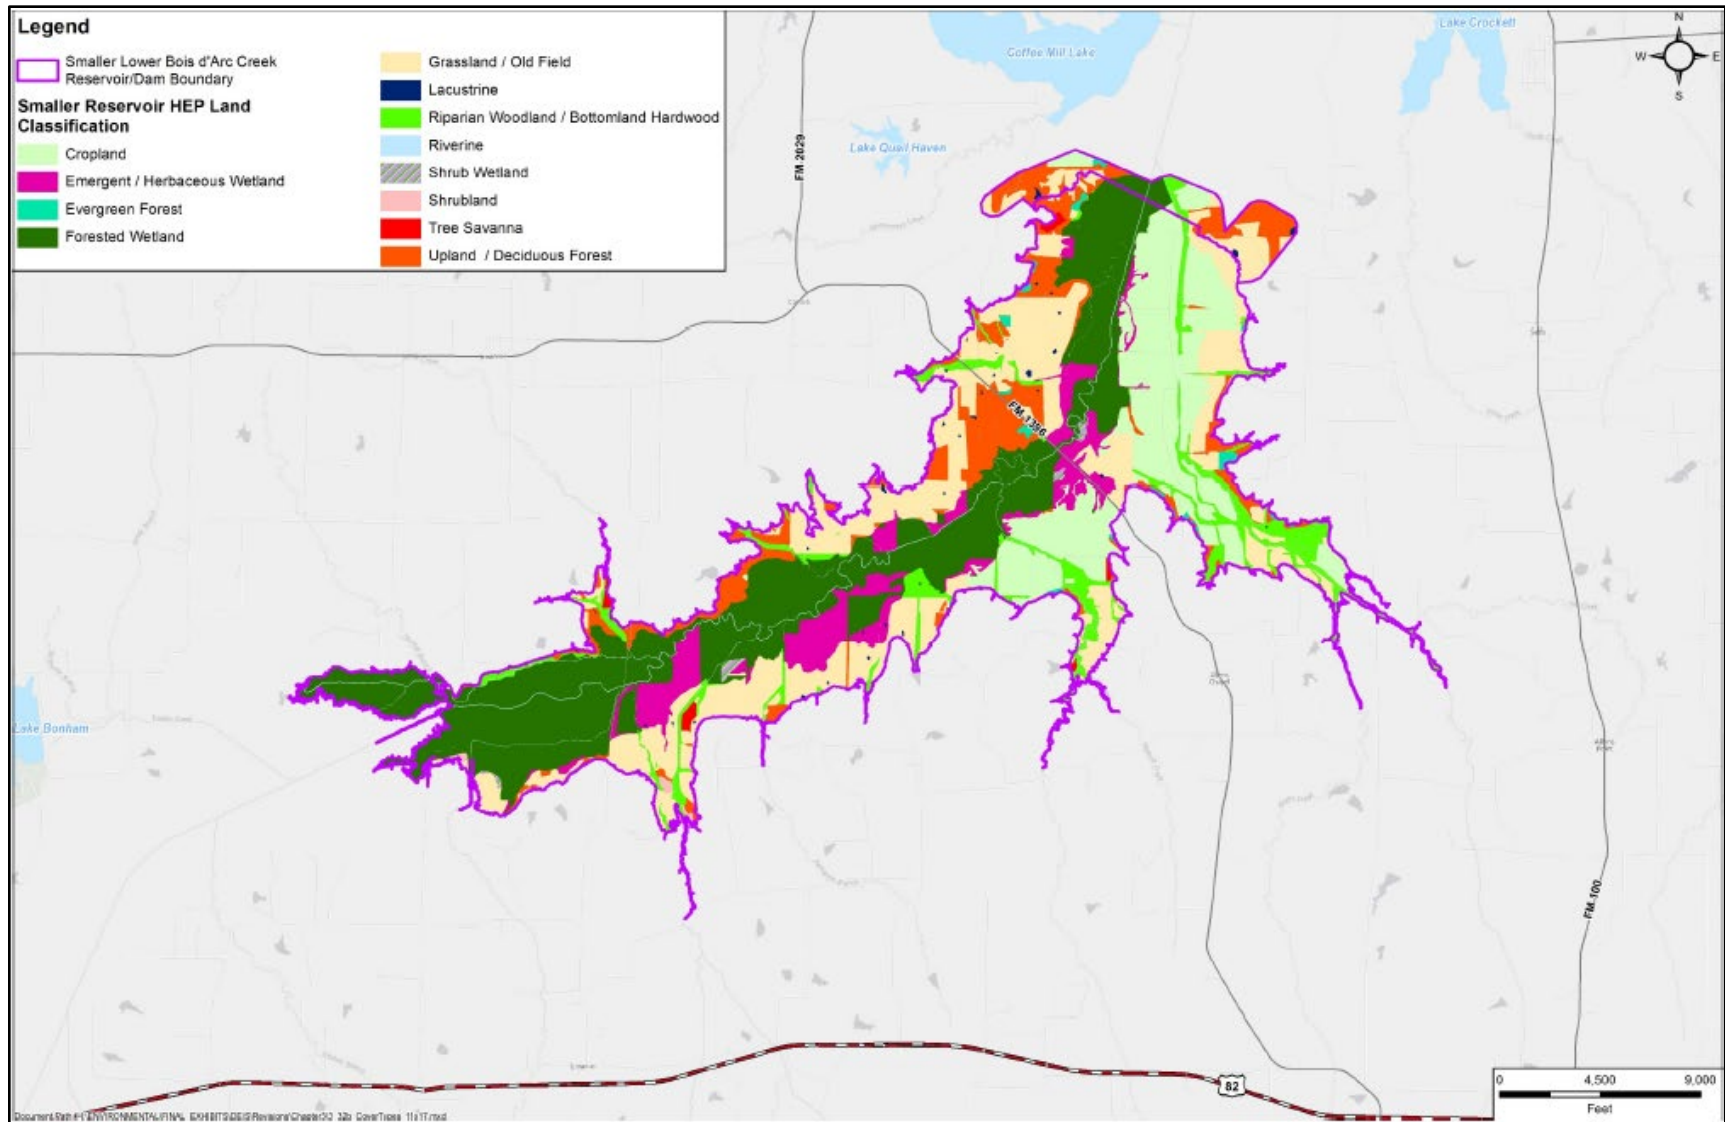 Legend
Smaller Lower Bois d'Arc Creek
Reservoir/Dam Boundary
Smaller Reservoir HEP Land
Classification
Cropland
Emergent / Herbaceous Wetland
Evergreen Forest
Forested Wetland
Grassland / Old Field
Lacustrine
Riparian Woodland / Bottomland Hardwood
Riverine
Shrub Wetland
Shrubland
Tree Savanna
Upland / Deciduous Forest
Coffee Mill Lake
Lake Crockett
N
W
E
S
FM 2029
Lake Quail Haven
FM 1396
Lake Bonham
FM 100
82
0
4,500
9,000
Feet